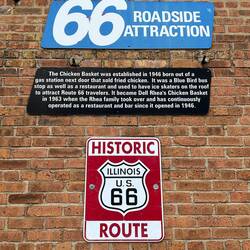 66 ROADSIDE
ATTRACTION
The Chicken Basket was established in 1946 born out of a
gas station next door that sold fried chicken. It was a Blue Bird bus
stop as well as a restaurant and used to have ice skaters on the roof
to attract Route 66 travelers. It became Dell Rhea's Chicken Basket
in 1963 when the Rhea family took over and has continuously
operated as a restaurant and bar since it opened in 1946.
HISTORIC
ILLINOIS
U.S.
66
ROUTE